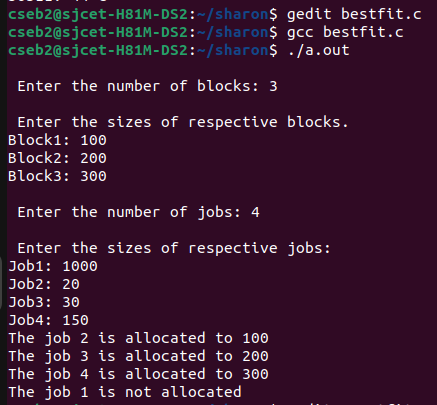 cseb2@sjcet-H81M-DS2:~/sharon$ gedit bestfit.c
cseb2@sjcet-H81M-DS2:~/sharon$ gcc bestfit.c
cseb2@sjcet-H81M-DS2:~/sharon$ ./a.out
Enter the number of blocks: 3
Enter the sizes of respective blocks.
Block1: 100
Block2: 200
Block3: 300
Enter the number of jobs: 4
Enter the sizes of respective jobs:
Job1: 1000
Job2: 20
Job3: 30
Job4: 150
The job 2 is allocated to 100
The job 3 is allocated to 200
The job 4 is allocated to 300
The job 1 is not allocated